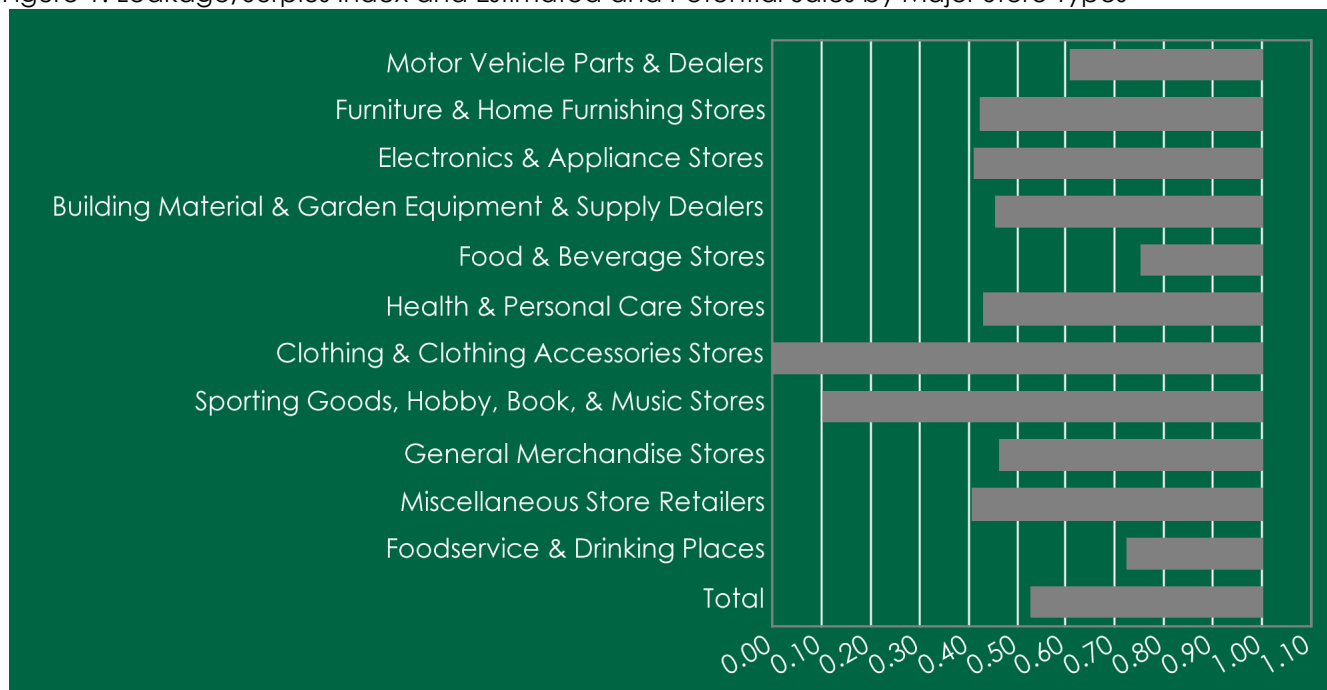 Motor Vehicle Parts & Dealers
Furniture & Home Furnishing Stores
Electronics & Appliance Stores
Building Material & Garden Equipment & Supply Dealers
Food & Beverage Stores
Health & Personal Care Stores
Clothing & Clothing Accessories Stores
Sporting Goods, Hobby, Book, & Music Stores
General Merchandise Stores
Miscellaneous Store Retailers
Foodservice & Drinking Places
Total
0.00 0.10 0.20 0.30 0.40 0.50 0.60 0.70 0.80 0.90 1.00 1.10